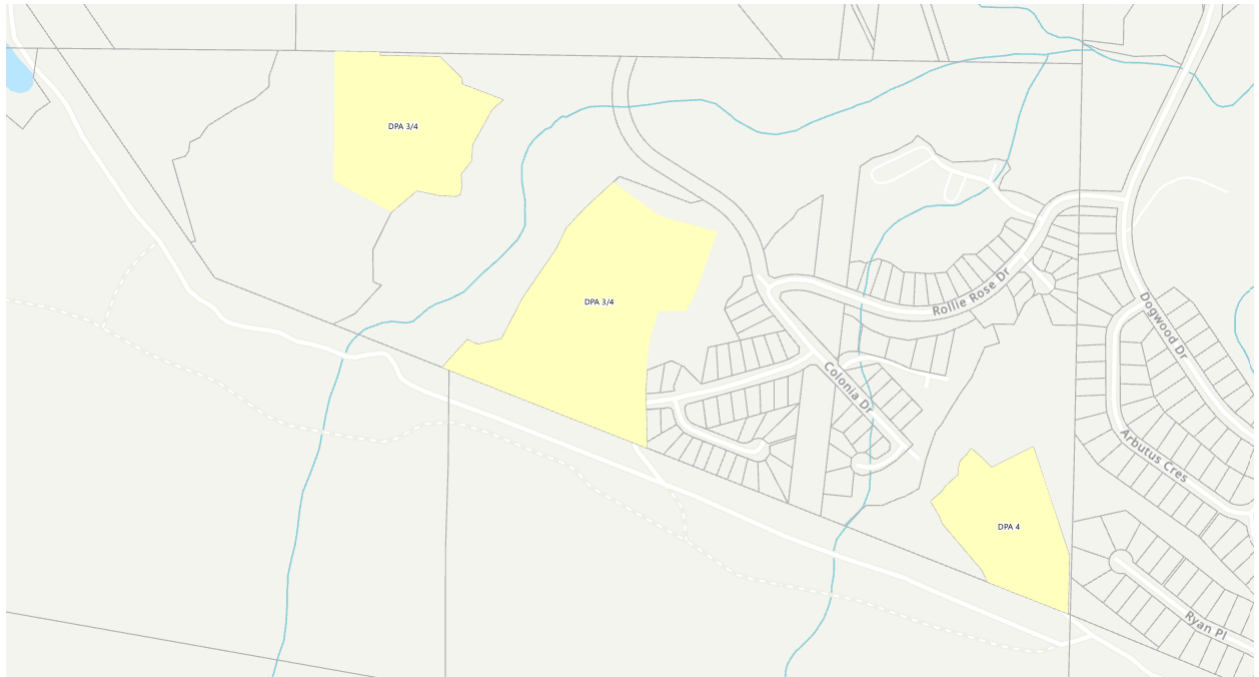 DPA 3/4
DPA 3/4
Rollie Rose Dr
Dogwood Dr
Colonia Dr
Arbutus Cres
DPA 4
Ryan Pl